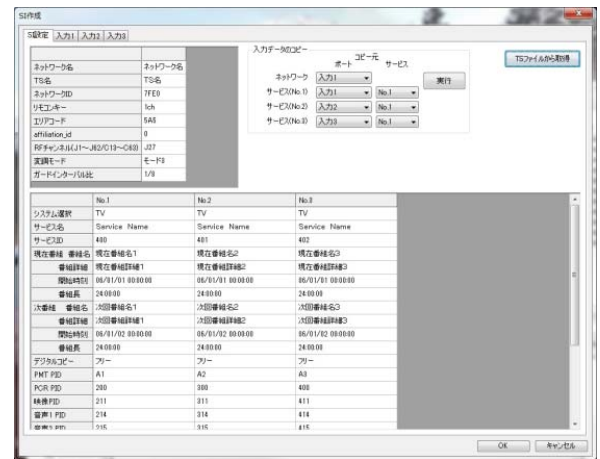 SI作成
SI設定 入力1 入力2 入力3
ネットワーク名 ネットワーク名
TS名 TS名
ネットワークID 7FE0
リモコンキー 1ch
エリアコード 5A5
affiliation_id 0
RFチャンネル(J1～J62/C13～C63) J27
変調モード モード3
ガードインターバル比 1/8
入力データのコピー
コピー元
ポート サービス
ネットワーク 入力1 実行
サービス(No.1) 入力1 No.1
サービス(No.2) 入力2 No.1
サービス(No.3) 入力3 No.1
TSファイルから取得
No.1 No.2 No.3
システム選択 TV TV TV
サービス名 Service Name Service Name Service Name
サービスID 400 401 402
現在番組 番組名 現在番組名1 現在番組名2 現在番組名3
番組詳細 現在番組詳細1 現在番組詳細2 現在番組詳細3
開始時刻 06/01/01 00:00:00 06/01/01 00:00:00 06/01/01 00:00:00
番組長 24:00:00 24:00:00 24:00:00
次番組 番組名 次回番組名1 次回番組名2 次回番組名3
番組詳細 次回番組詳細1 次回番組詳細2 次回番組詳細3
開始時刻 06/01/02 00:00:00 06/01/02 00:00:00 06/01/02 00:00:00
番組長 24:00:00 24:00:00 24:00:00
デジタルコピー フリー フリー フリー
PMT PID A1 A2 A3
PCR PID 200 300 400
映像PID 211 311 411
音声1 PID 214 314 414
音声2 PID 215 315 415
OK キャンセル